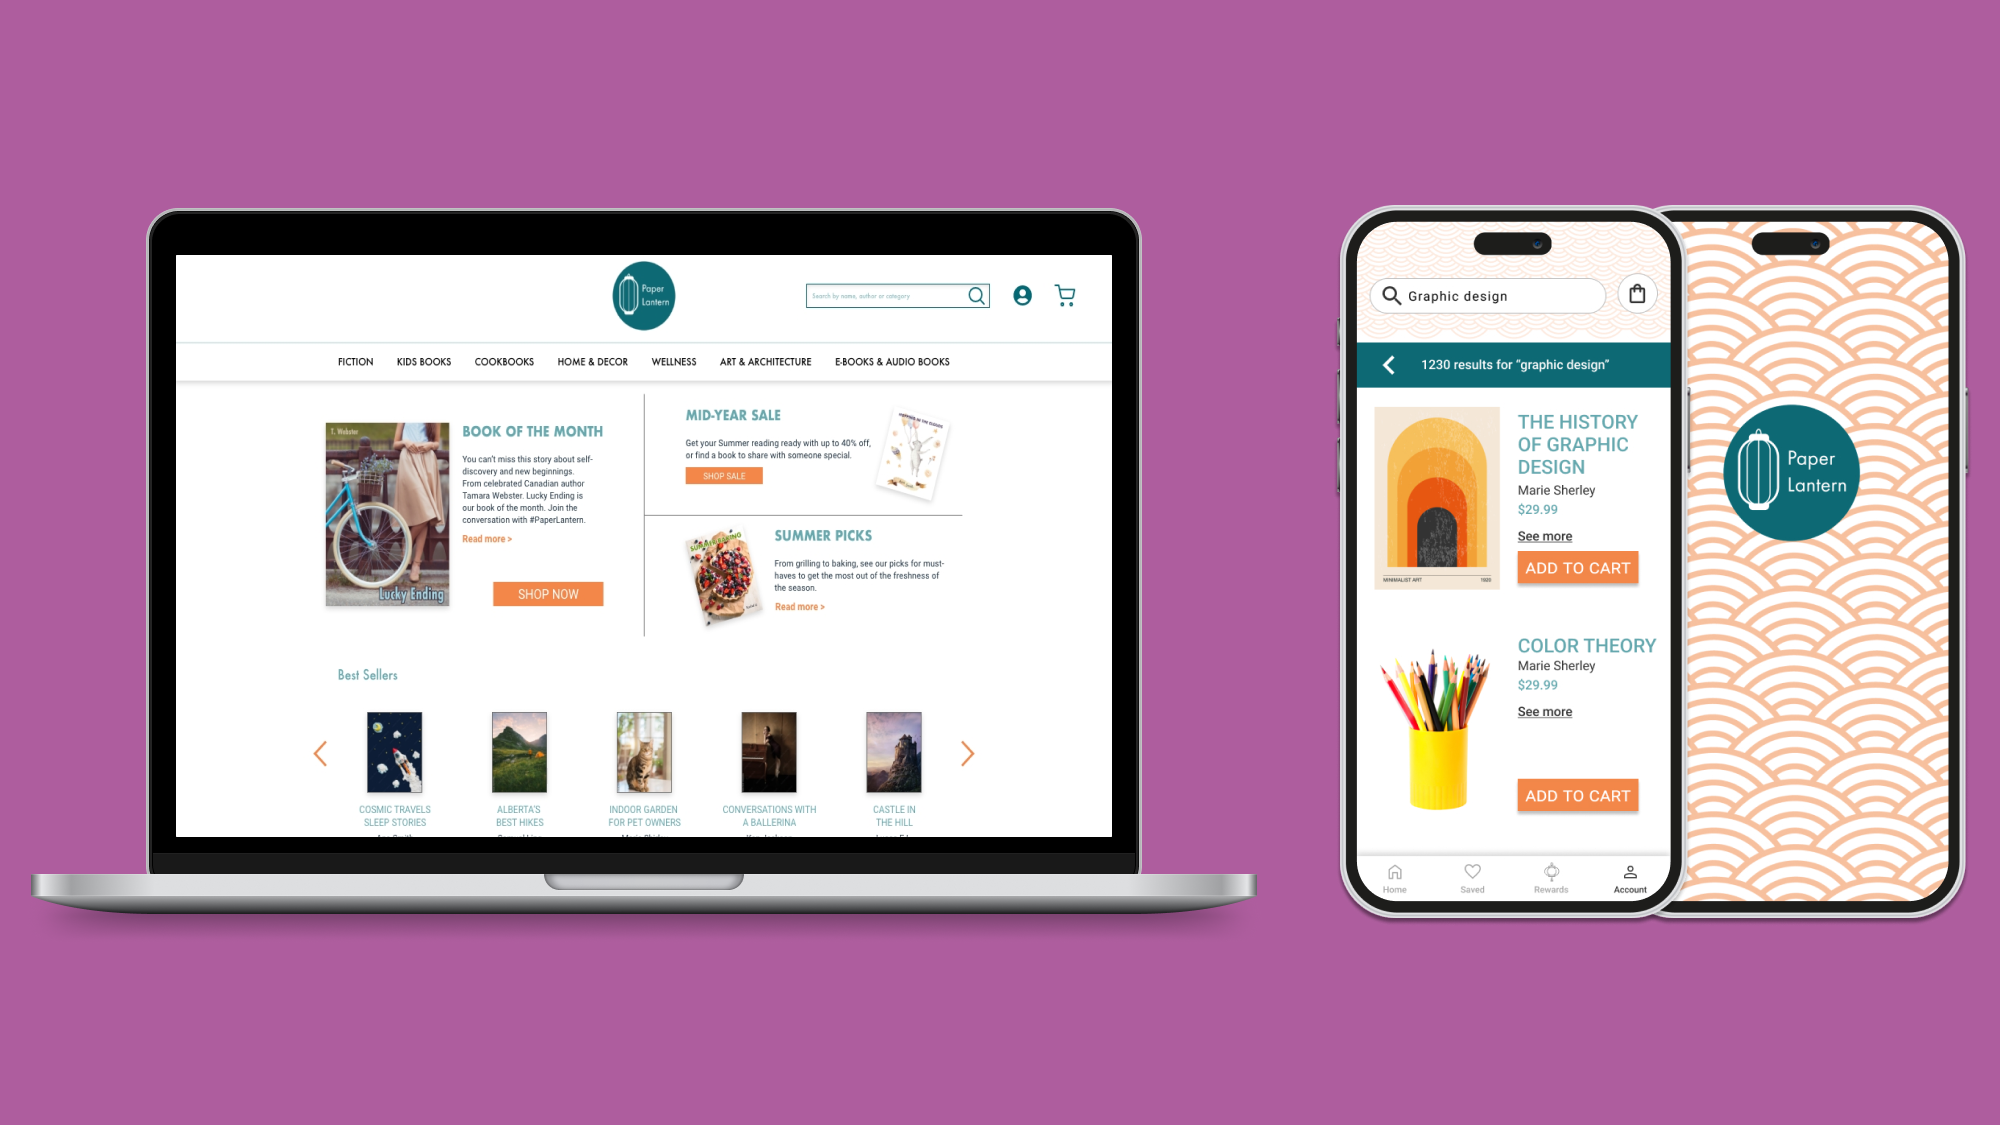 Paper
Lantern
Search by name, author or category
FICTION
KIDS BOOKS
COOKBOOKS
HOME & DECOR
WELLNESS
ART & ARCHITECTURE
E-BOOKS & AUDIO BOOKS
T. Webster
Lucky Ending
BOOK OF THE MONTH
You can't miss this story about self-
discovery and new beginnings.
From celebrated Canadian author
Tamara Webster. Lucky Ending is
our book of the month. Join the
conversation with #PaperLantern.
Read more >
SHOP NOW
MID-YEAR SALE
Get your Summer reading ready with up to 40% off,
or find a book to share with someone special.
SHOP SALE
SUMMER PICKS
From grilling to baking, see our picks for must-
haves to get the most out of the freshness of
the season.
Read more >
Best Sellers
COSMIC TRAVELS
SLEEP STORIES
ALBERTA'S
BEST HIKES
INDOOR GARDEN
FOR PET OWNERS
CONVERSATIONS WITH
A BALLERINA
CASTLE IN
THE HILL
Graphic design
1230 results for “graphic design”
MINIMALIST ART
1920
THE HISTORY
OF GRAPHIC
DESIGN
Marie Sherley
$29.99
See more
ADD TO CART
COLOR THEORY
Marie Sherley
$29.99
See more
ADD TO CART
Home
Saved
Rewards
Account
Paper
Lantern